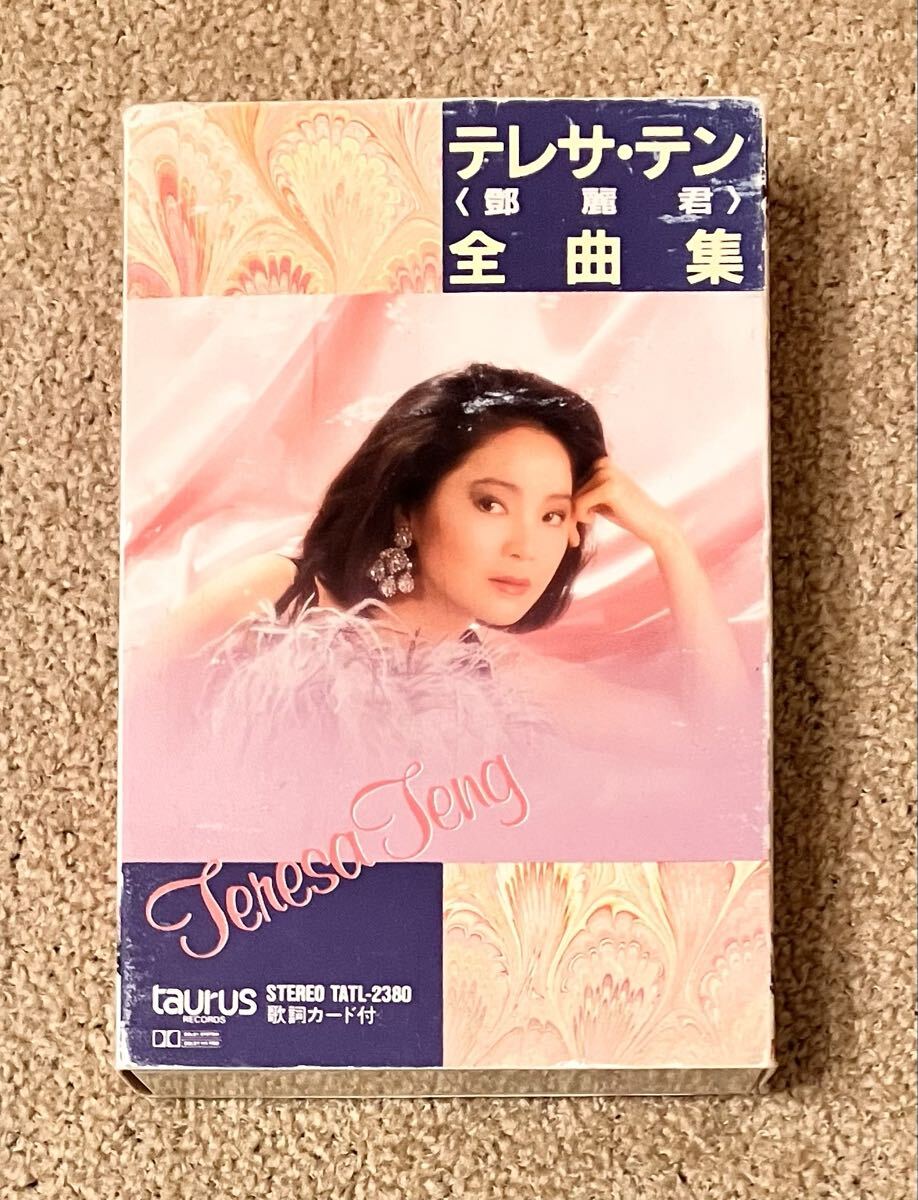 テレサ・テン
〈鄧麗君〉
全曲集
Teresa Teng
taurus
RECORDS
STEREO TATL-2380
歌詞カード付